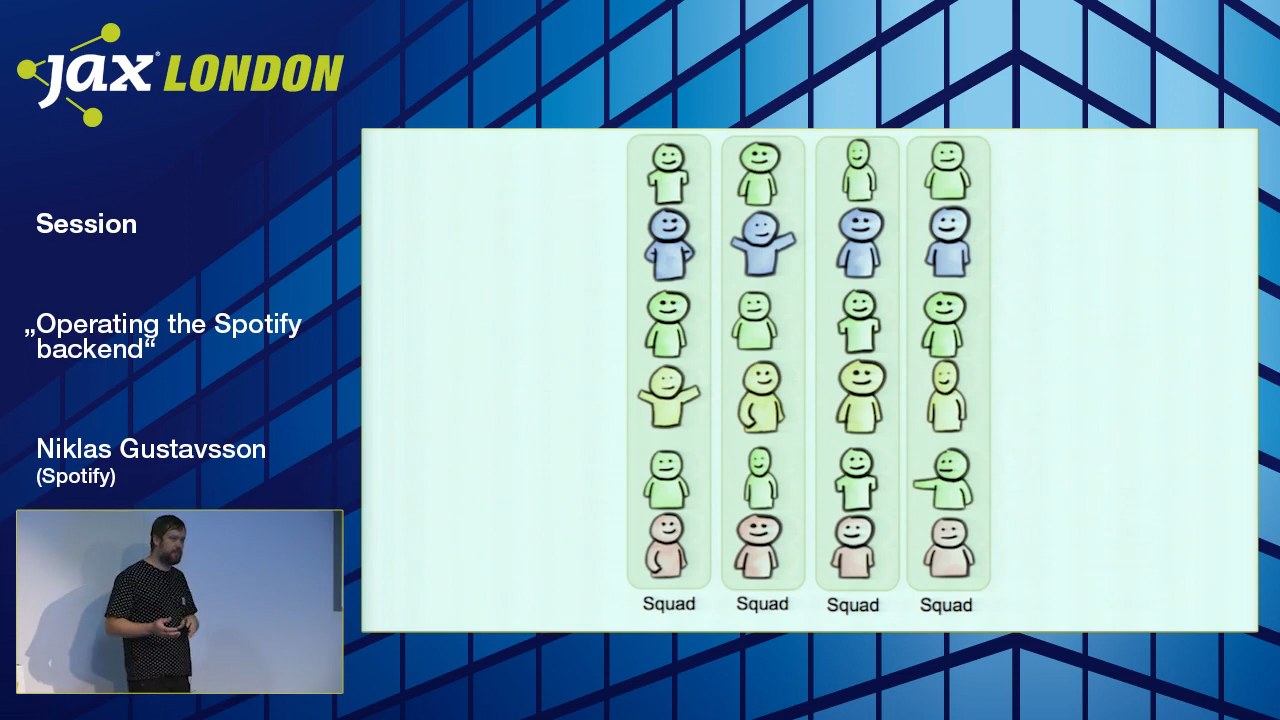 jax® LONDON
Session
„Operating the Spotify
backend“
Niklas Gustavsson
(Spotify)
Squad Squad Squad Squad